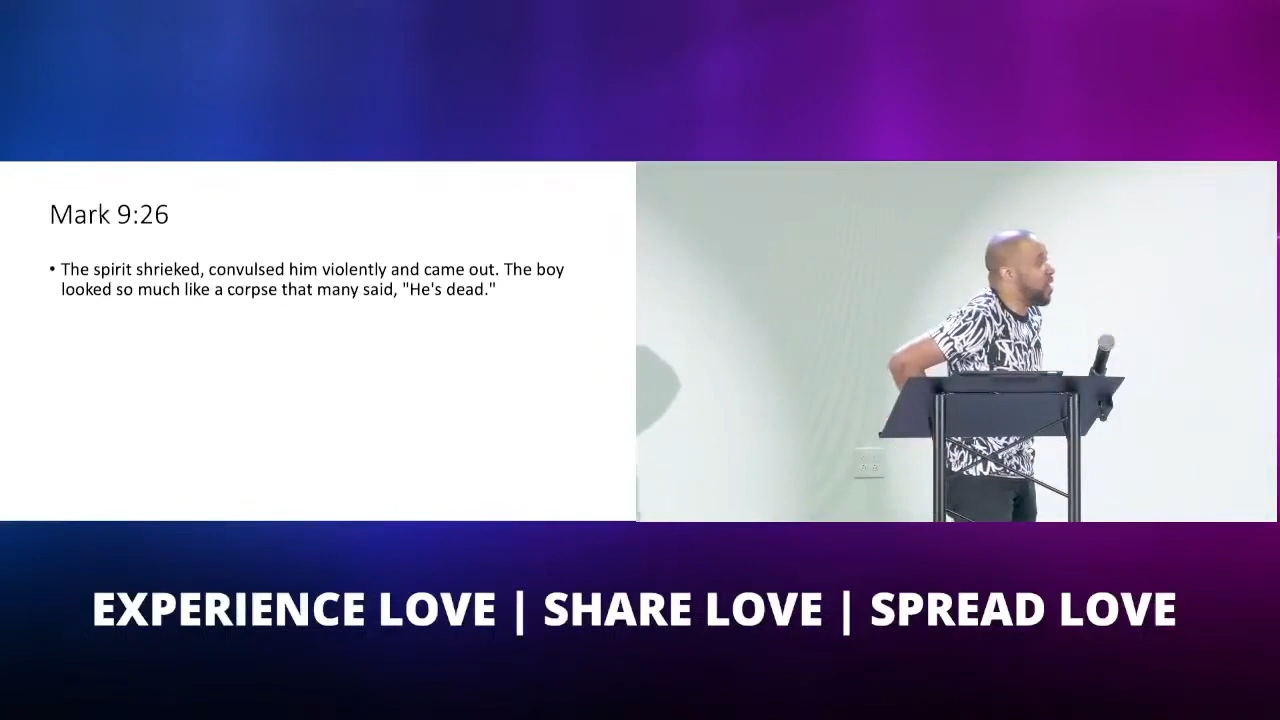 Mark 9:26
• The spirit shrieked, convulsed him violently and came out. The boy
looked so much like a corpse that many said, "He's dead."
EXPERIENCE LOVE | SHARE LOVE | SPREAD LOVE